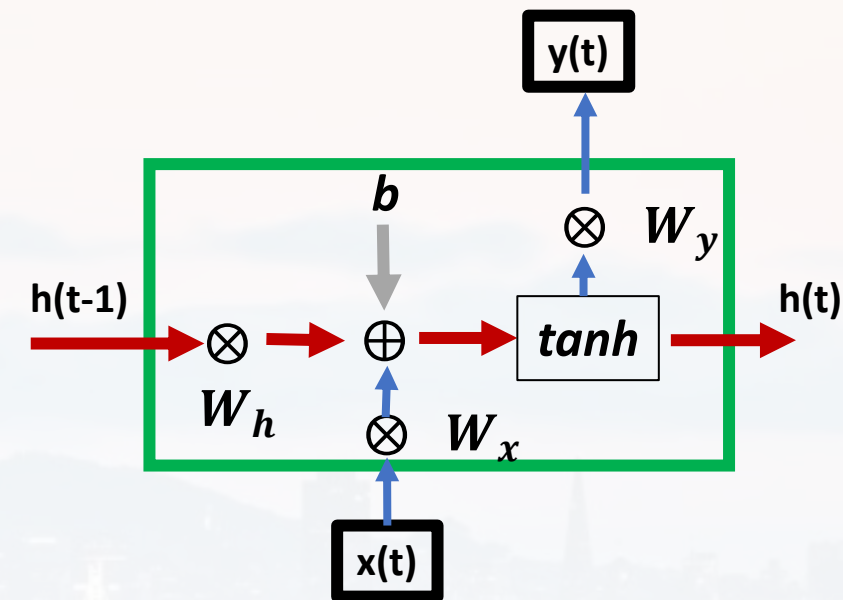 y(t)
b
W_y
h(t-1)
h(t)
tanh
W_h
W_x
x(t)